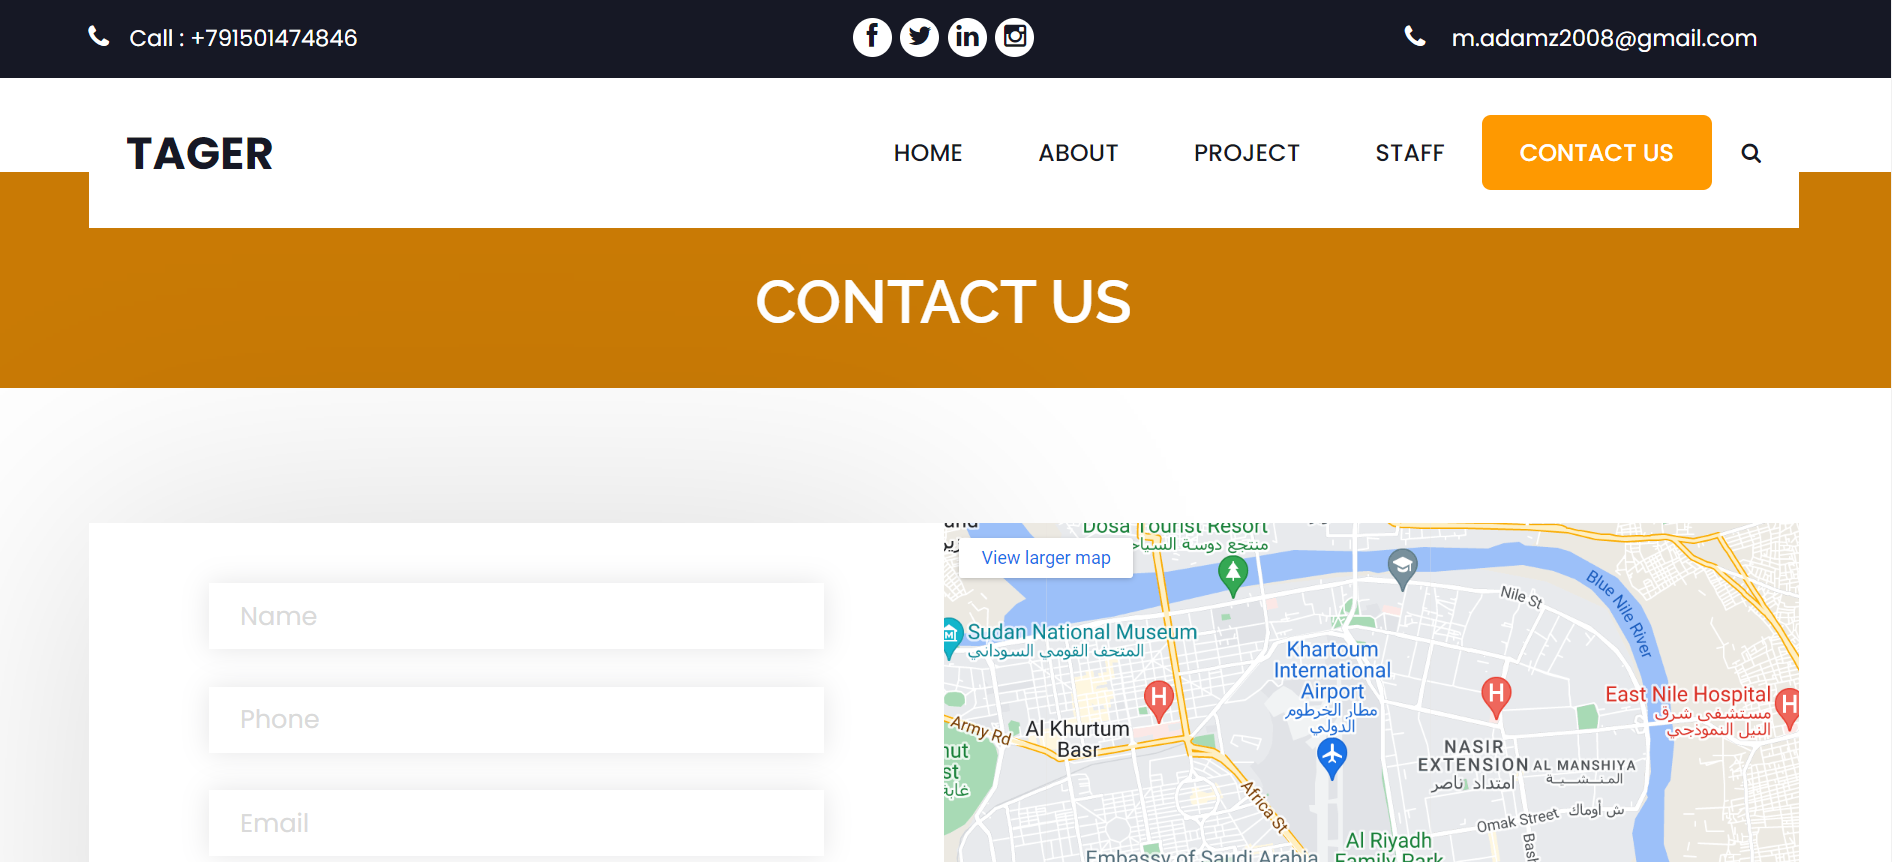 Call : +791501474846
m.adamz2008@gmail.com
TAGER
HOME
ABOUT
PROJECT
STAFF
CONTACT US
CONTACT US
Name
Phone
Email
View larger map
Dosa Tourist Resort
Nile St
Blue Nile River
Sudan National Museum
المتحف القومي السوداني
Khartoum
International
Airport
مطار الخرطوم
الدولي
East Nile Hospital
مستشفى شرق
النيل النموذجي
Army Rd
Al Khurtum
Basr
NASIR
EXTENSION
امتداد ناصر
AL MANSHIYA
المنشية
غابة
Africa St
Omak Street
ش أوماك
Al Riyadh
Family Park
Embassy of Saudi Arabia